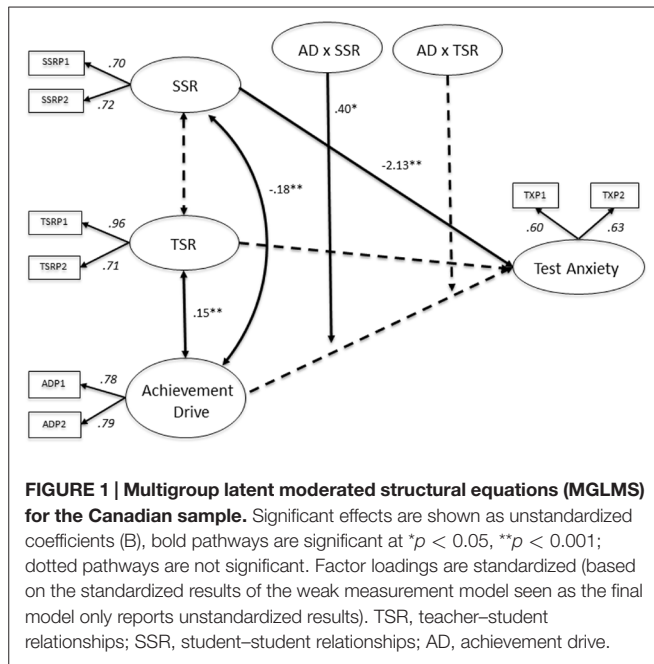 AD x SSR
AD x TSR
SSRP1
.70
SSRP2
.72
SSR
.40*
-2.13**
-.18**
TXP1
TXP2
.60
.63
TSRP1
.96
TSRP2
.71
TSR
Test Anxiety
.15**
ADP1
.78
ADP2
.79
Achievement
Drive
FIGURE 1 | Multigroup latent moderated structural equations (MGLMS)
for the Canadian sample. Significant effects are shown as unstandardized
coefficients (B), bold pathways are significant at *p < 0.05, **p < 0.001;
dotted pathways are not significant. Factor loadings are standardized (based
on the standardized results of the weak measurement model seen as the final
model only reports unstandardized results). TSR, teacher–student
relationships; SSR, student–student relationships; AD, achievement drive.